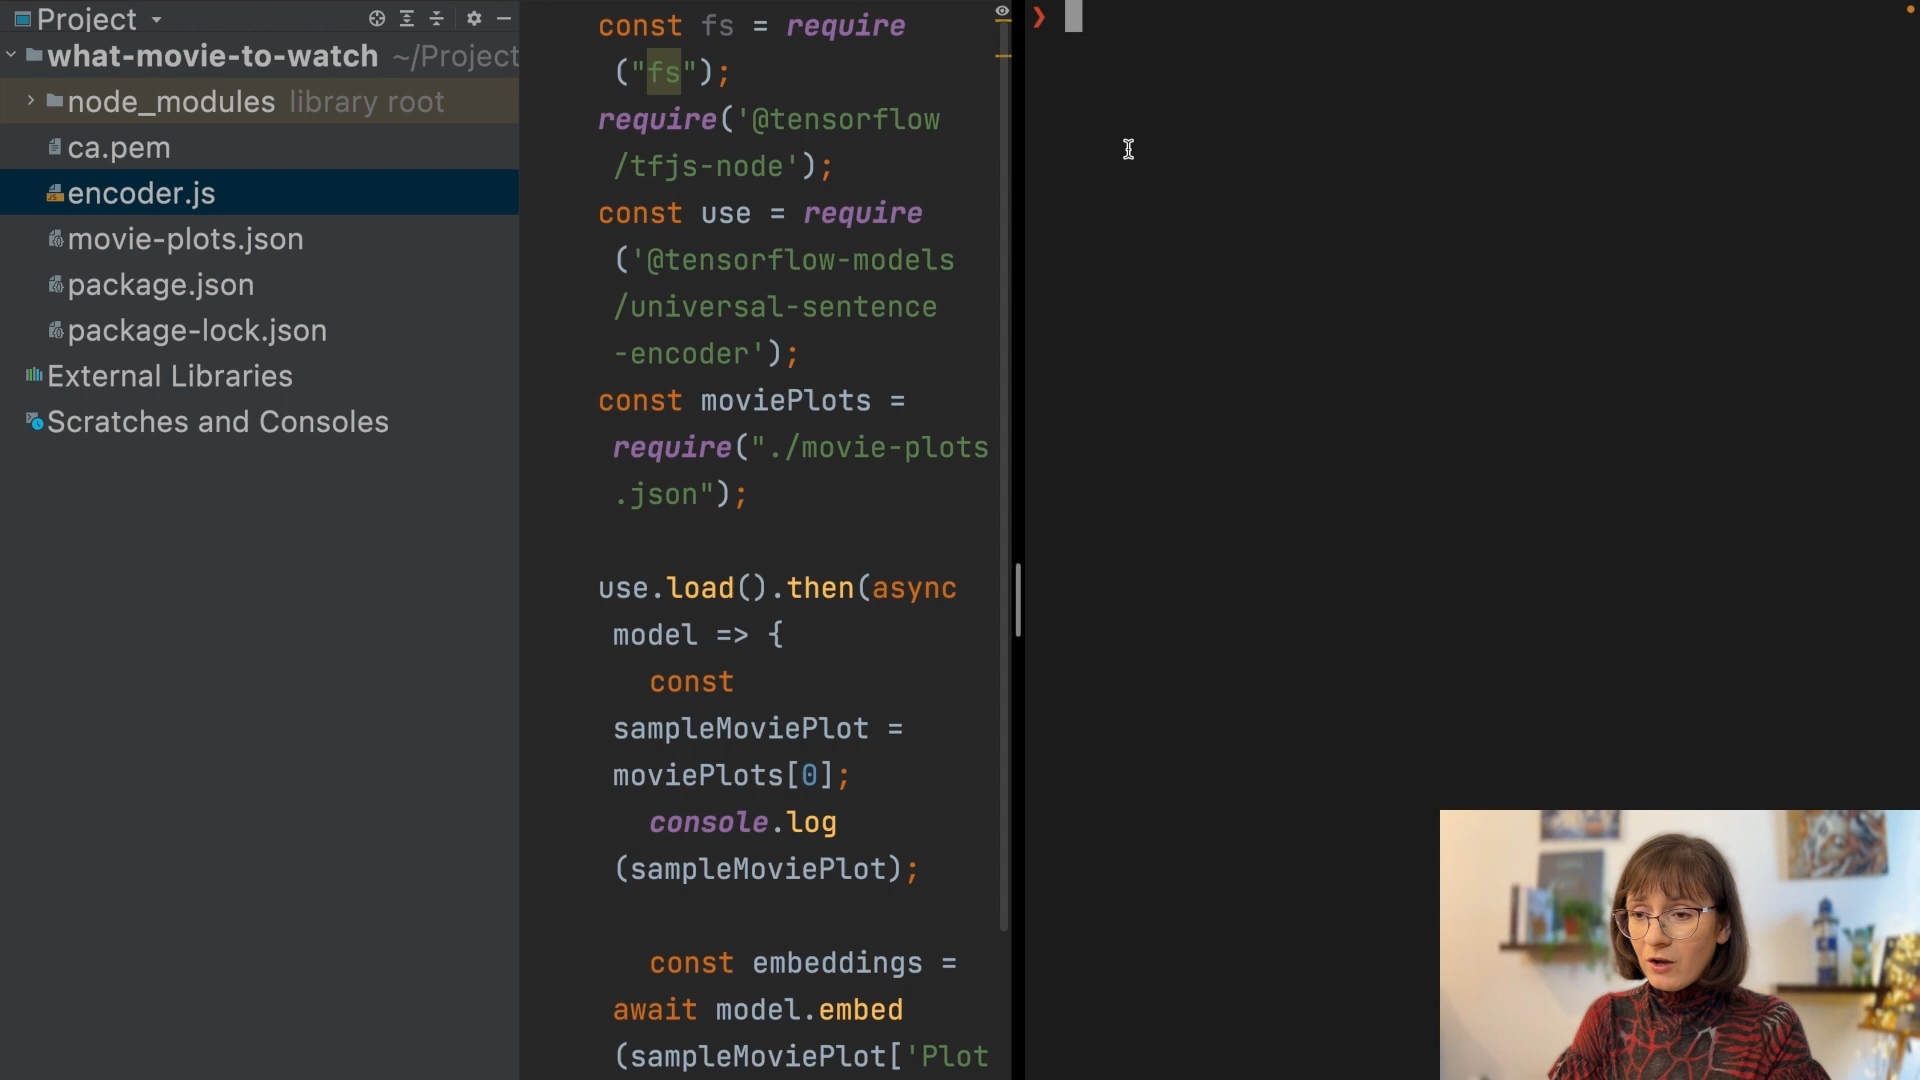 Project
what-movie-to-watch ~/Project
node_modules library root
ca.pem
encoder.js
movie-plots.json
package.json
package-lock.json
External Libraries
Scratches and Consoles
const fs = require
("fs");
require('@tensorflow
/tfjs-node');
const use = require
('@tensorflow-models
/universal-sentence
-encoder');
const moviePlots =
require("./movie-plots
.json");
use.load().then(async
model => {
const
sampleMoviePlot =
moviePlots[0];
console.log
(sampleMoviePlot);
const embeddings =
await model.embed
(sampleMoviePlot['Plot
❯